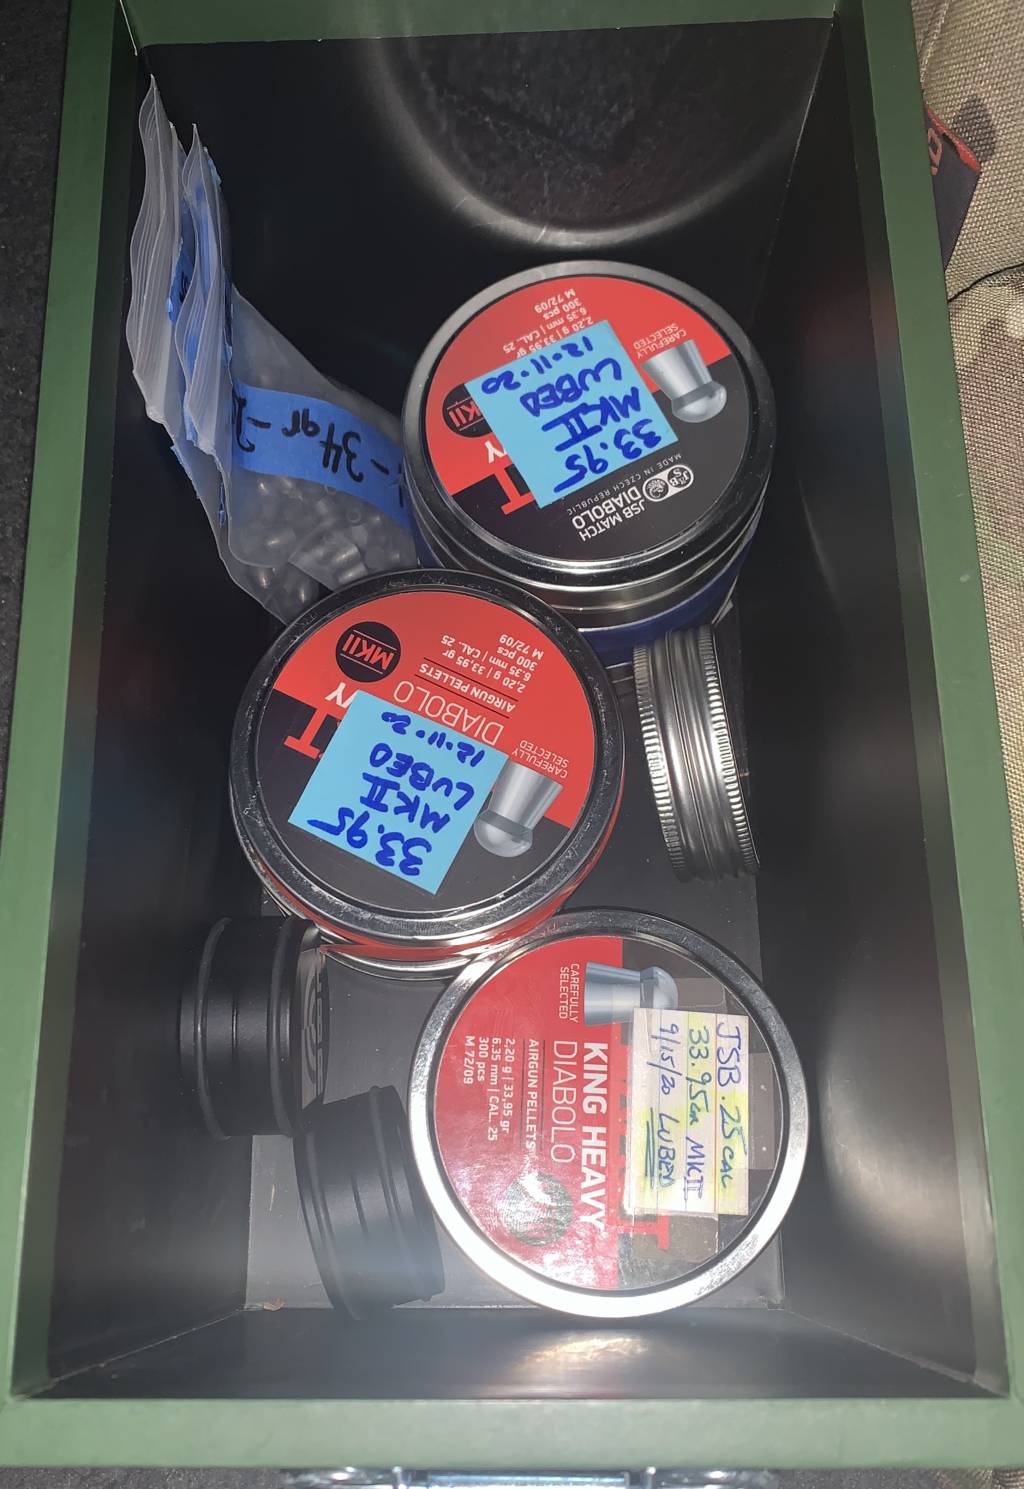 - 34gr -
2,20 g | 33,95 gr
6.35 mm | CAL. 25
300 pcs
M 72/09
CAREFULLY
SELECTED
MKII
33.95
MKII
LUBED
12.11.20
JSB MATCH
DIABOLO
MADE IN CZECH REPUBLIC
JSB
MKII
DIABOLO
AIRGUN PELLETS
2,20 g | 33,95 gr
6.35 mm | CAL. 25
300 pcs
M 72/09
CAREFULLY
SELECTED
33.95
MKII
LUBED
12.11.20
CAREFULLY
SELECTED
KING HEAVY
DIABOLO
AIRGUN PELLETS
2,20 g | 33,95 gr
6.35 mm | CAL. 25
300 pcs
M 72/09
JSB .25 CAL
33.95GR MKII
9/15/20 LUBED